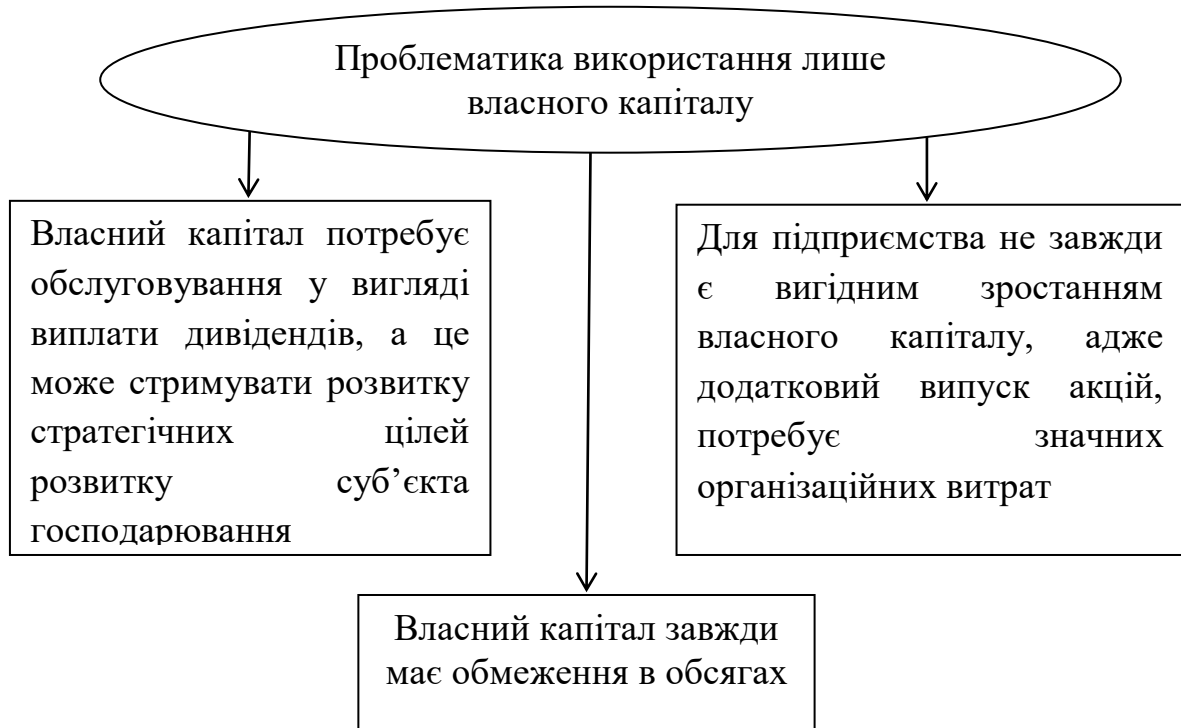 Проблематика використання лише
власного капіталу
Власний капітал потребує
обслуговування у вигляді
виплати дивідендів, а це
може стримувати розвитку
стратегічних цілей
розвитку суб’єкта
господарювання
Для підприємства не завжди
є вигідним зростанням
власного капіталу, адже
додатковий випуск акцій,
потребує значних
організаційних витрат
Власний капітал завжди
має обмеження в обсягах